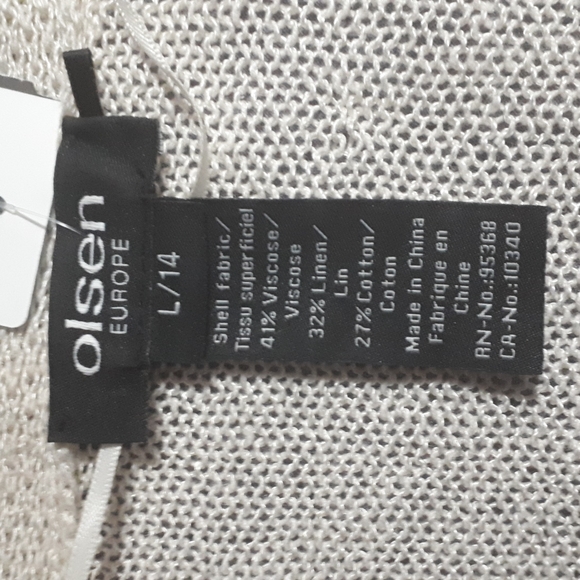 olsen
EUROPE
L/14
Shell fabric/
Tissu superficiel
41% Viscose/
Viscose
32% Linen/
Lin
27% Cotton/
Coton
Made In China
Fabrique en
Chine
RN-No.:95368
CA-No.:10340